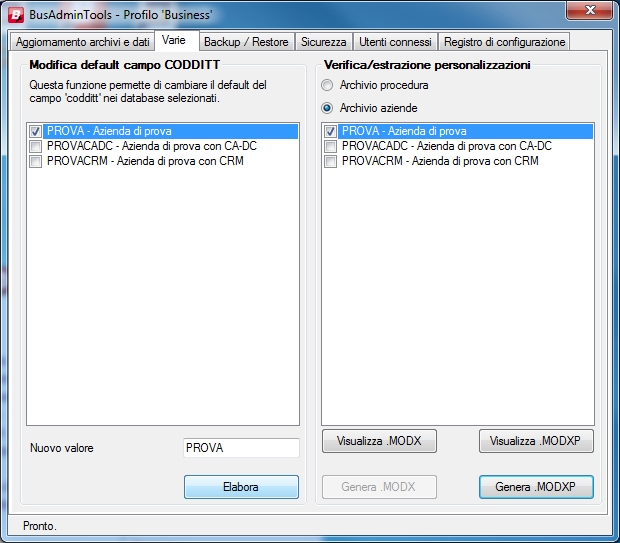 BusAdminTools - Profilo 'Business'
Aggiornamento archivi e dati Varie Backup / Restore Sicurezza Utenti connessi Registro di configurazione
Modifica default campo CODDITT
Questa funzione permette di cambiare il default del
campo 'codditt' nei database selezionati.
PROVA - Azienda di prova
PROVACADC - Azienda di prova con CA-DC
PROVACRM - Azienda di prova con CRM
Nuovo valore PROVA
Elabora
Verifica/estrazione personalizzazioni
Archivio procedura
Archivio aziende
PROVA - Azienda di prova
PROVACADC - Azienda di prova con CA-DC
PROVACRM - Azienda di prova con CRM
Visualizza .MODX Visualizza .MODXP
Genera .MODX Genera .MODXP
Pronto.